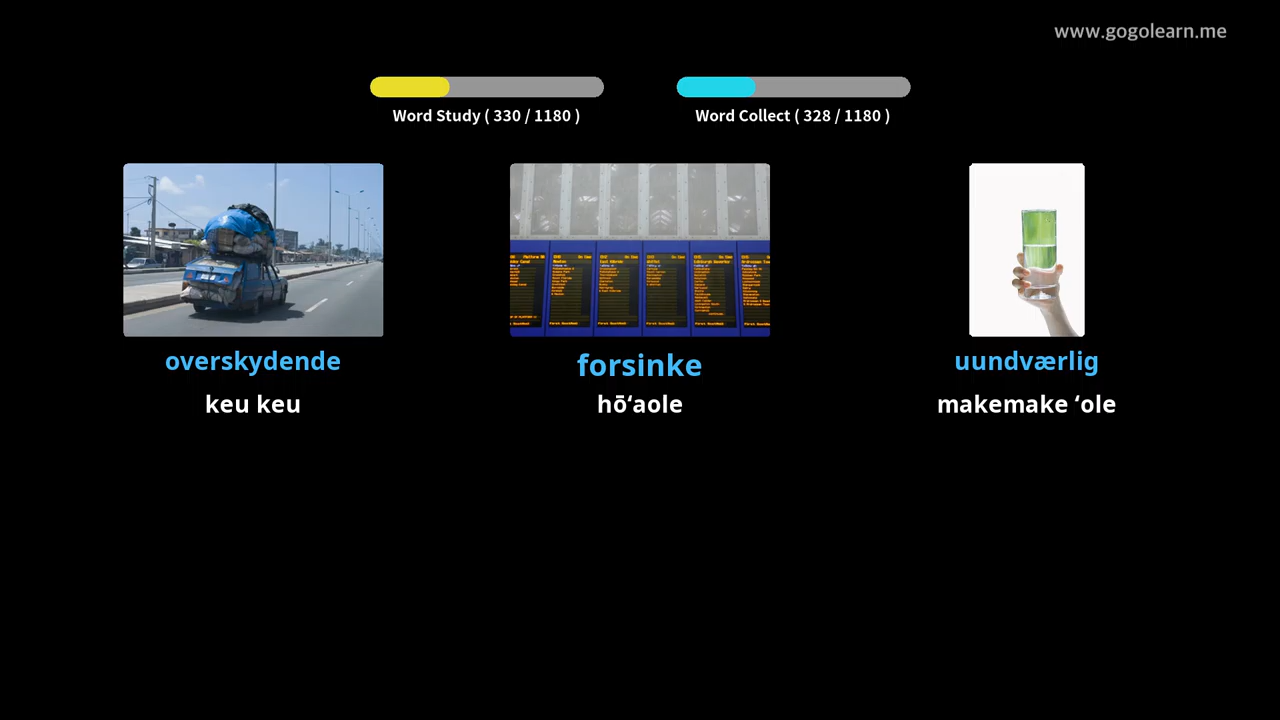 www.gogolearn.me
Word Study ( 330 / 1180 )
Word Collect ( 328 / 1180 )
overskydende
forsinke
uundværlig
keu keu
hōʻaole
makemake ʻole